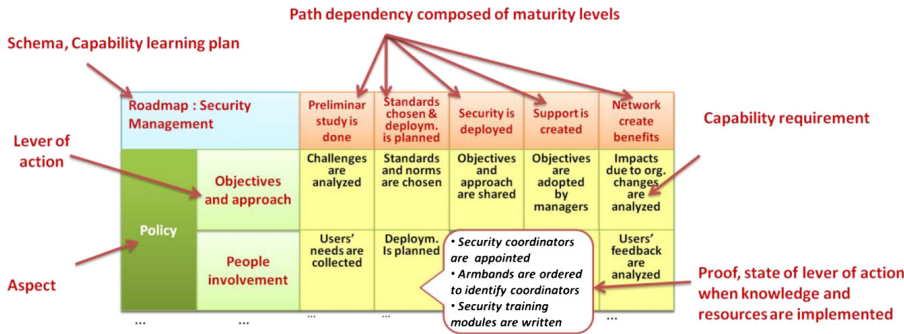 Path dependency composed of maturity levels
Schema, Capability learning plan
Roadmap : Security
Management
Preliminar
study is
done
Standards
chosen &
deploym.
is planned
Security is
deployed
Support is
created
Network
create
benefits
Capability requirement
Lever of
action
Policy
Objectives
and approach
Challenges
are
analyzed
Standards
and norms
are chosen
Objectives
and
approach
are shared
Objectives
are
adopted
by
managers
Impacts
due to org.
changes
are
analyzed
People
involvement
Users'
needs are
collected
Deploym.
Is planned
• Security coordinators
are appointed
• Armbands are ordered
to identify coordinators
• Security training
modules are written
Users'
feedback
are
analyzed
Aspect
Proof, state of lever of action
when knowledge and
resources are implemented
... ... ... ... ...